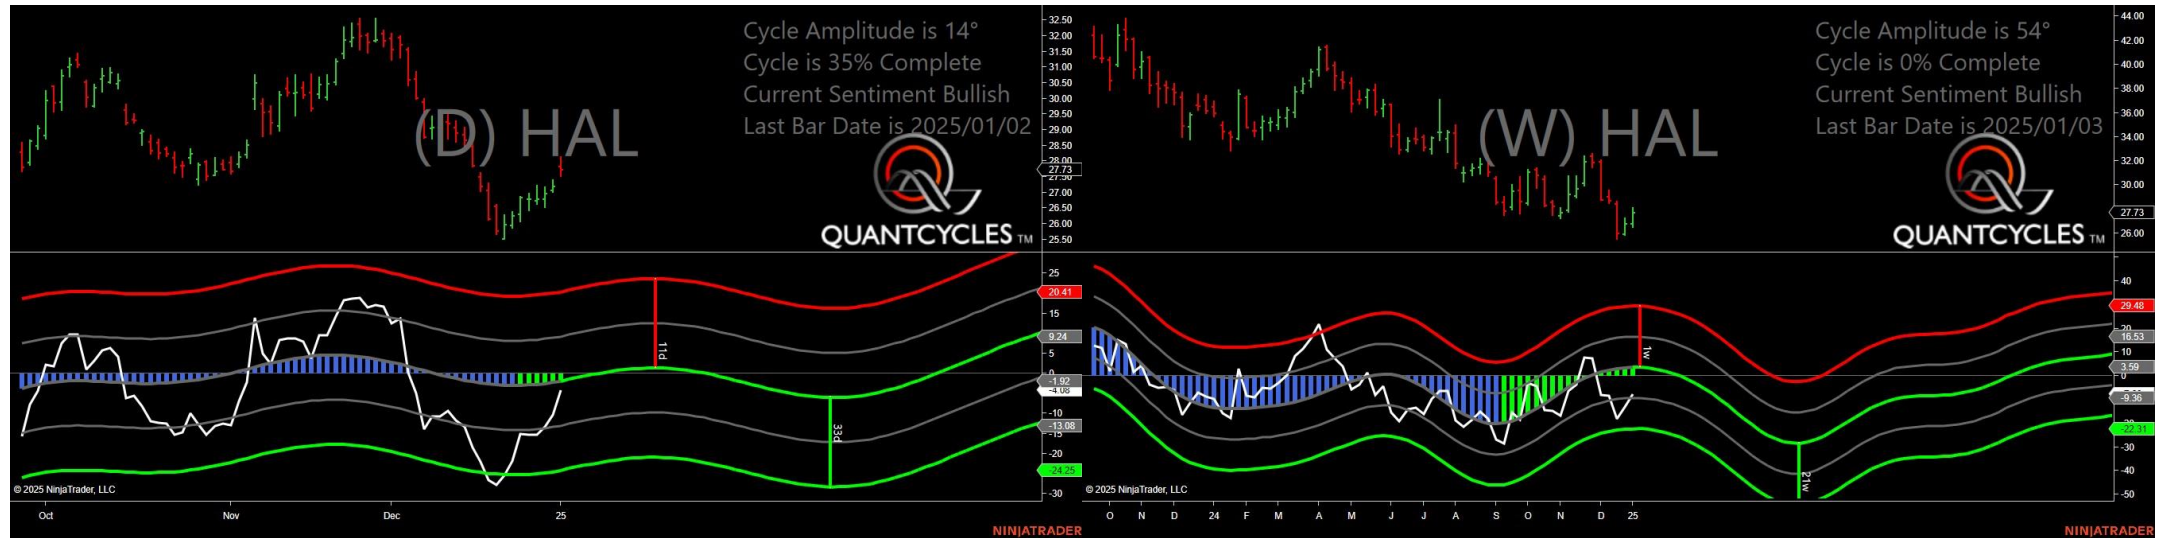 Cycle Amplitude is 14°
Cycle is 35% Complete
Current Sentiment Bullish
Last Bar Date is 2025/01/02
(D) HAL
QUANTCYCLES TM
32.50
32.00
31.50
31.00
30.50
30.00
29.50
29.00
28.50
28.00
27.73
27.00
26.50
26.00
25.50
25
20.41
15
9.24
5
0
-1.92
-4.08
-10
-13.08
-20
-24.25
-30
11d
33d
© 2025 NinjaTrader, LLC
Oct Nov Dec 25
NINJATRADER
Cycle Amplitude is 54°
Cycle is 0% Complete
Current Sentiment Bullish
Last Bar Date is 2025/01/03
(W) HAL
QUANTCYCLES TM
44.00
42.00
40.00
38.00
36.00
34.00
32.00
30.00
27.73
26.00
40
29.48
16.53
10
3.59
0
-9.36
-22.31
-30
-40
-50
1w
21w
© 2025 NinjaTrader, LLC
O N D 24 F M A M J J A S O N D 25
NINJATRADER